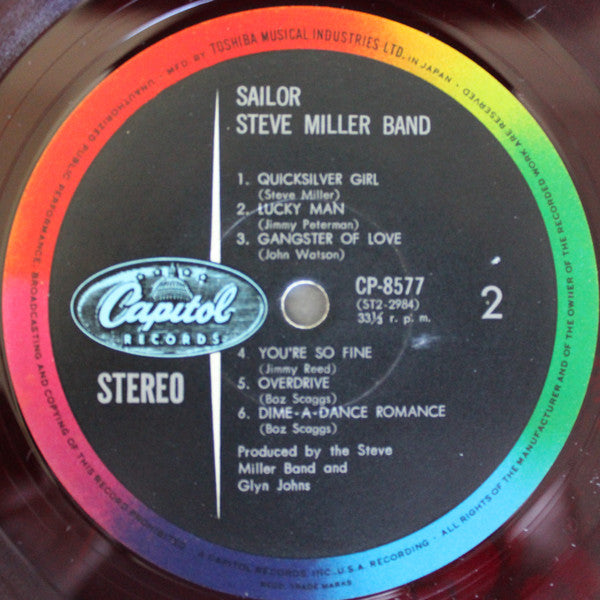 SAILOR
STEVE MILLER BAND
1. QUICKSILVER GIRL
(Steve Miller)
2. LUCKY MAN
(Jimmy Peterman)
3. GANGSTER OF LOVE
(John Watson)
CP-8577
(ST2-2984)
33⅓ r. p. m.
2
Capitol
RECORDS
STEREO
4. YOU'RE SO FINE
(Jimmy Reed)
5. OVERDRIVE
(Boz Scaggs)
6. DIME-A-DANCE ROMANCE
(Boz Scaggs)
Produced by the Steve
Miller Band and
Glyn Johns
MFD. BY TOSHIBA MUSICAL INDUSTRIES LTD. IN JAPAN · ALL RIGHTS OF THE MANUFACTURER AND OF THE OWNER OF THE RECORDED WORK ARE RESERVED
UNAUTHORIZED PUBLIC PERFORMANCE, BROADCASTING AND COPYING OF THIS RECORD PROHIBITED
A CAPITOL RECORDS, INC., U.S.A. RECORDING ·
REGD. TRADE MARKS